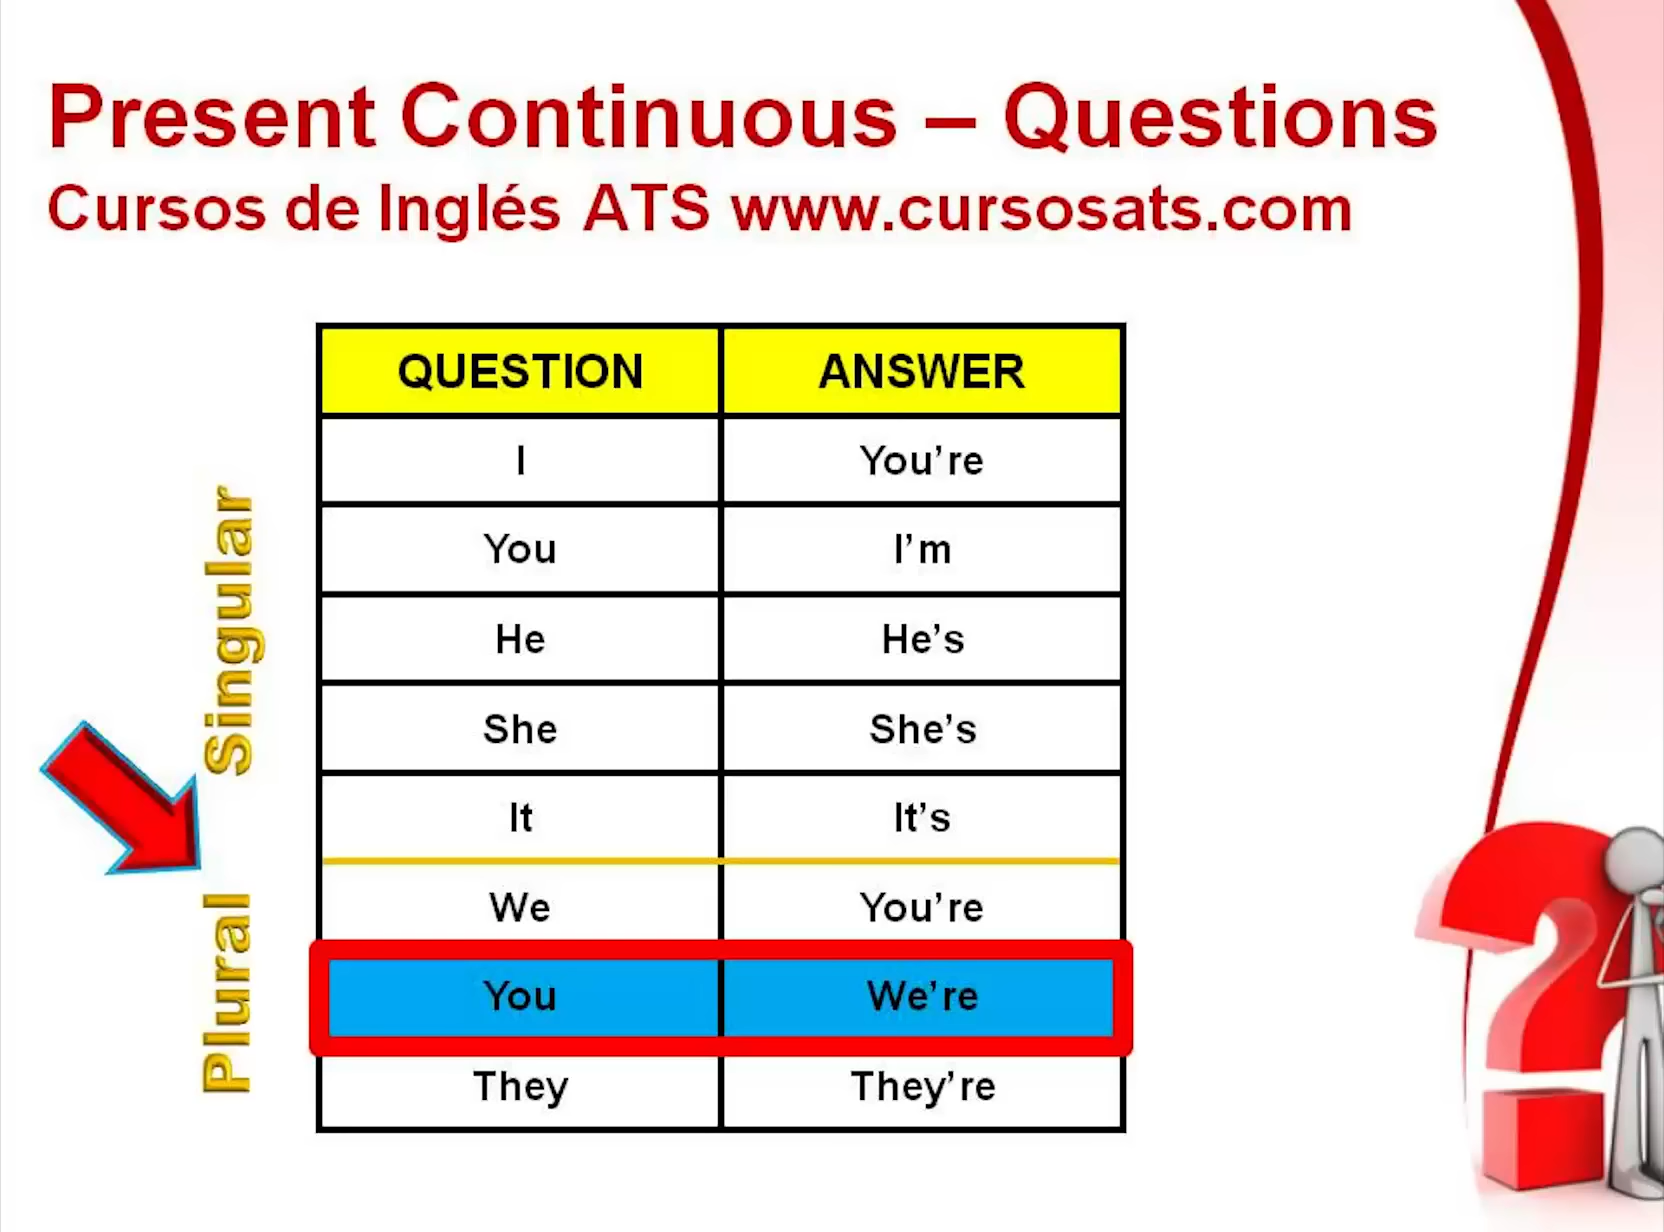 Present Continuous – Questions
Cursos de Inglés ATS www.cursosats.com
QUESTION ANSWER
I You're
You I'm
He He's
She She's
It It's
We You're
You We're
They They're
Singular
Plural